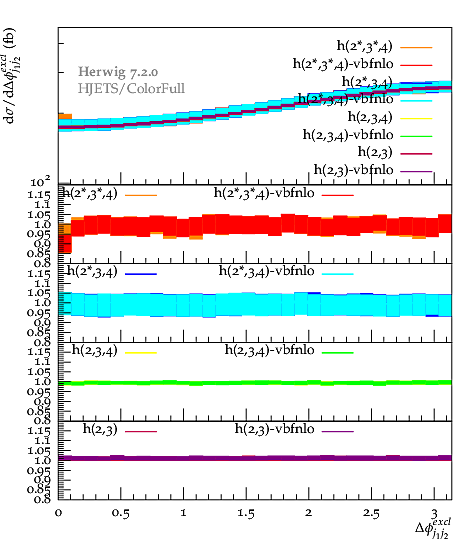 dσ/dΔϕ_{j1j2}^{excl} (fb)
Herwig 7.2.0
HJETS/ColorFull
h(2*,3*,4)
h(2*,3*,4)-vbfnlo
h(2*,3,4)
h(2*,3,4)-vbfnlo
h(2,3,4)
h(2,3,4)-vbfnlo
h(2,3)
h(2,3)-vbfnlo
10²
h(2*,3*,4) h(2*,3*,4)-vbfnlo
1.15
1.1
1.05
1.0
0.95
0.9
0.85
0.8
h(2*,3,4) h(2*,3,4)-vbfnlo
1.15
1.1
1.05
1.0
0.95
0.9
0.85
0.8
h(2,3,4) h(2,3,4)-vbfnlo
1.15
1.1
1.05
1.0
0.95
0.9
0.85
0.8
h(2,3) h(2,3)-vbfnlo
1.15
1.1
1.05
1.0
0.95
0.9
0.85
0.8
0 0.5 1 1.5 2 2.5 3
Δϕ_{j1j2}^{excl}